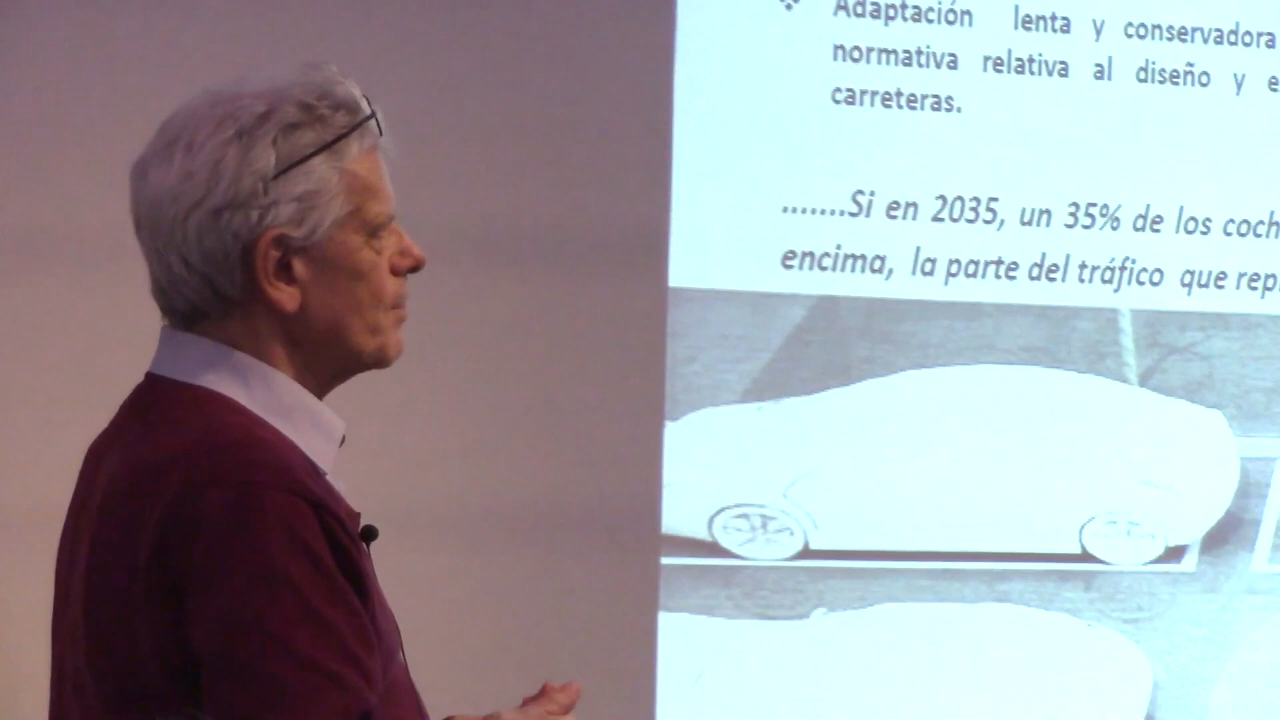 Adaptación lenta y conservadora
normativa relativa al diseño y e
carreteras.
.......Si en 2035, un 35% de los coch
encima, la parte del tráfico que rep